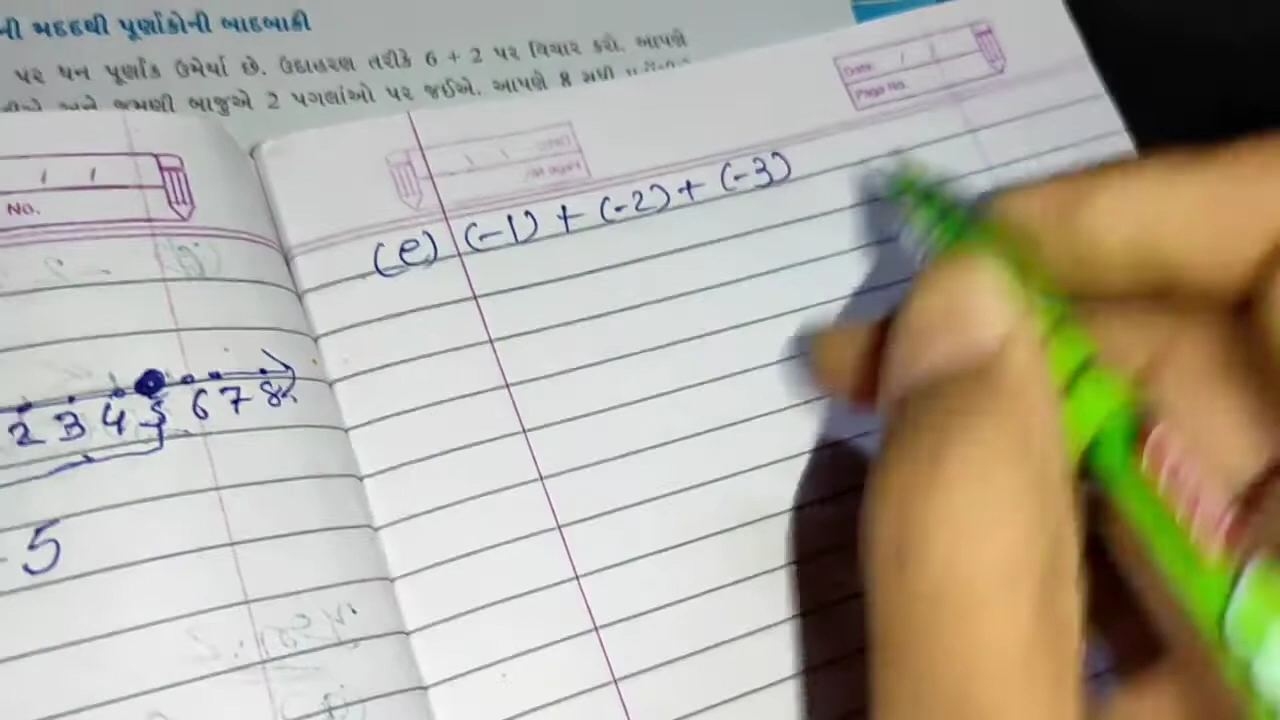 ની મદદથી પૂર્ણાંકોની બાદબાકી
પર ધન પૂર્ણાંક ઉમેર્યા છે. ઉદાહરણ તરીકે 6 + 2 પર વિચાર કરો. આપણે
જમણી બાજુએ 2 પગલાંઓ પર જઈએ. આપણે 8
No.
2 3 4 5 6 7 8
- 5
Date:
Page No.
(e) (-1) + (-2) + (-3)